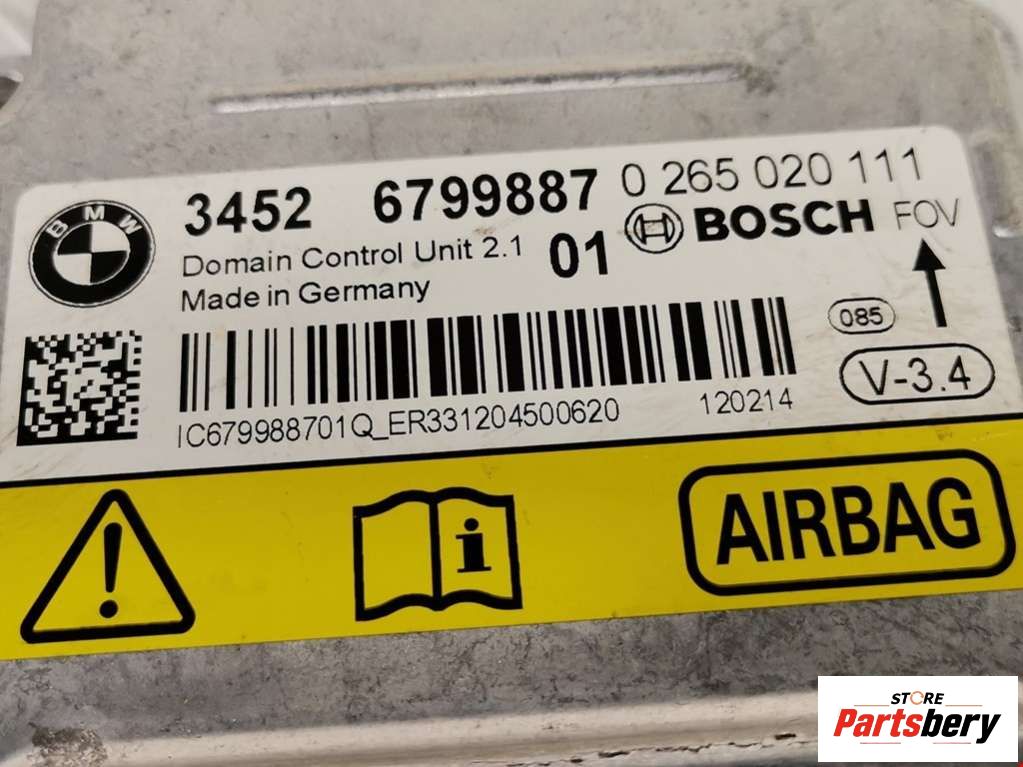 BMW
3452 6799887 0 265 020 111
Domain Control Unit 2.1 01 BOSCH FOV
Made in Germany
085
V-3.4
IC679988701Q_ER331204500620 120214
i
AIRBAG
STORE
Partsbery